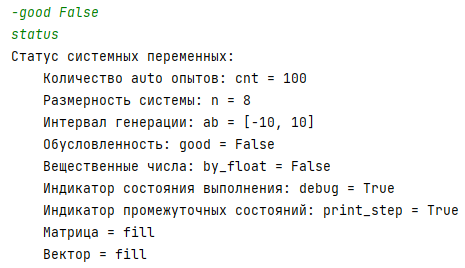 -good False
status
Статус системных переменных:
Количество auto опытов: cnt = 100
Размерность системы: n = 8
Интервал генерации: ab = [-10, 10]
Обусловленность: good = False
Вещественные числа: by_float = False
Индикатор состояния выполнения: debug = True
Индикатор промежуточных состояний: print_step = True
Матрица = fill
Вектор = fill